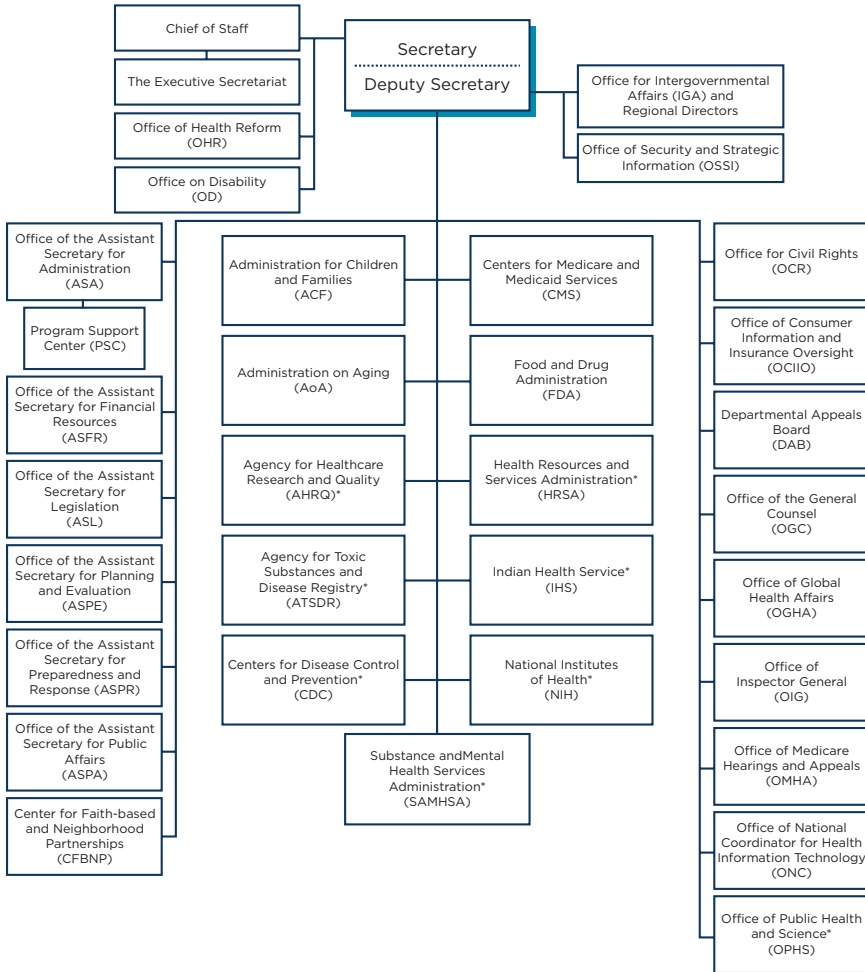 Chief of Staff
The Executive Secretariat
Office of Health Reform
(OHR)
Office on Disability
(OD)
Secretary
Deputy Secretary
Office for Intergovernmental
Affairs (IGA) and
Regional Directors
Office of Security and Strategic
Information (OSSI)
Office of the Assistant
Secretary for
Administration
(ASA)
Program Support
Center (PSC)
Office of the Assistant
Secretary for Financial
Resources
(ASFR)
Office of the Assistant
Secretary for
Legislation
(ASL)
Office of the Assistant
Secretary for Planning
and Evaluation
(ASPE)
Office of the Assistant
Secretary for
Preparedness and
Response (ASPR)
Office of the Assistant
Secretary for Public
Affairs
(ASPA)
Center for Faith-based
and Neighborhood
Partnerships
(CFBNP)
Administration for Children
and Families
(ACF)
Administration on Aging
(AoA)
Agency for Healthcare
Research and Quality
(AHRQ)*
Agency for Toxic
Substances and
Disease Registry*
(ATSDR)
Centers for Disease Control
and Prevention*
(CDC)
Centers for Medicare and
Medicaid Services
(CMS)
Food and Drug
Administration
(FDA)
Health Resources and
Services Administration*
(HRSA)
Indian Health Service*
(IHS)
National Institutes
of Health*
(NIH)
Substance andMental
Health Services
Administration*
(SAMHSA)
Office for Civil Rights
(OCR)
Office of Consumer
Information and
Insurance Oversight
(OCIIO)
Departmental Appeals
Board
(DAB)
Office of the General
Counsel
(OGC)
Office of Global
Health Affairs
(OGHA)
Office of
Inspector General
(OIG)
Office of Medicare
Hearings and Appeals
(OMHA)
Office of National
Coordinator for Health
Information Technology
(ONC)
Office of Public Health
and Science*
(OPHS)